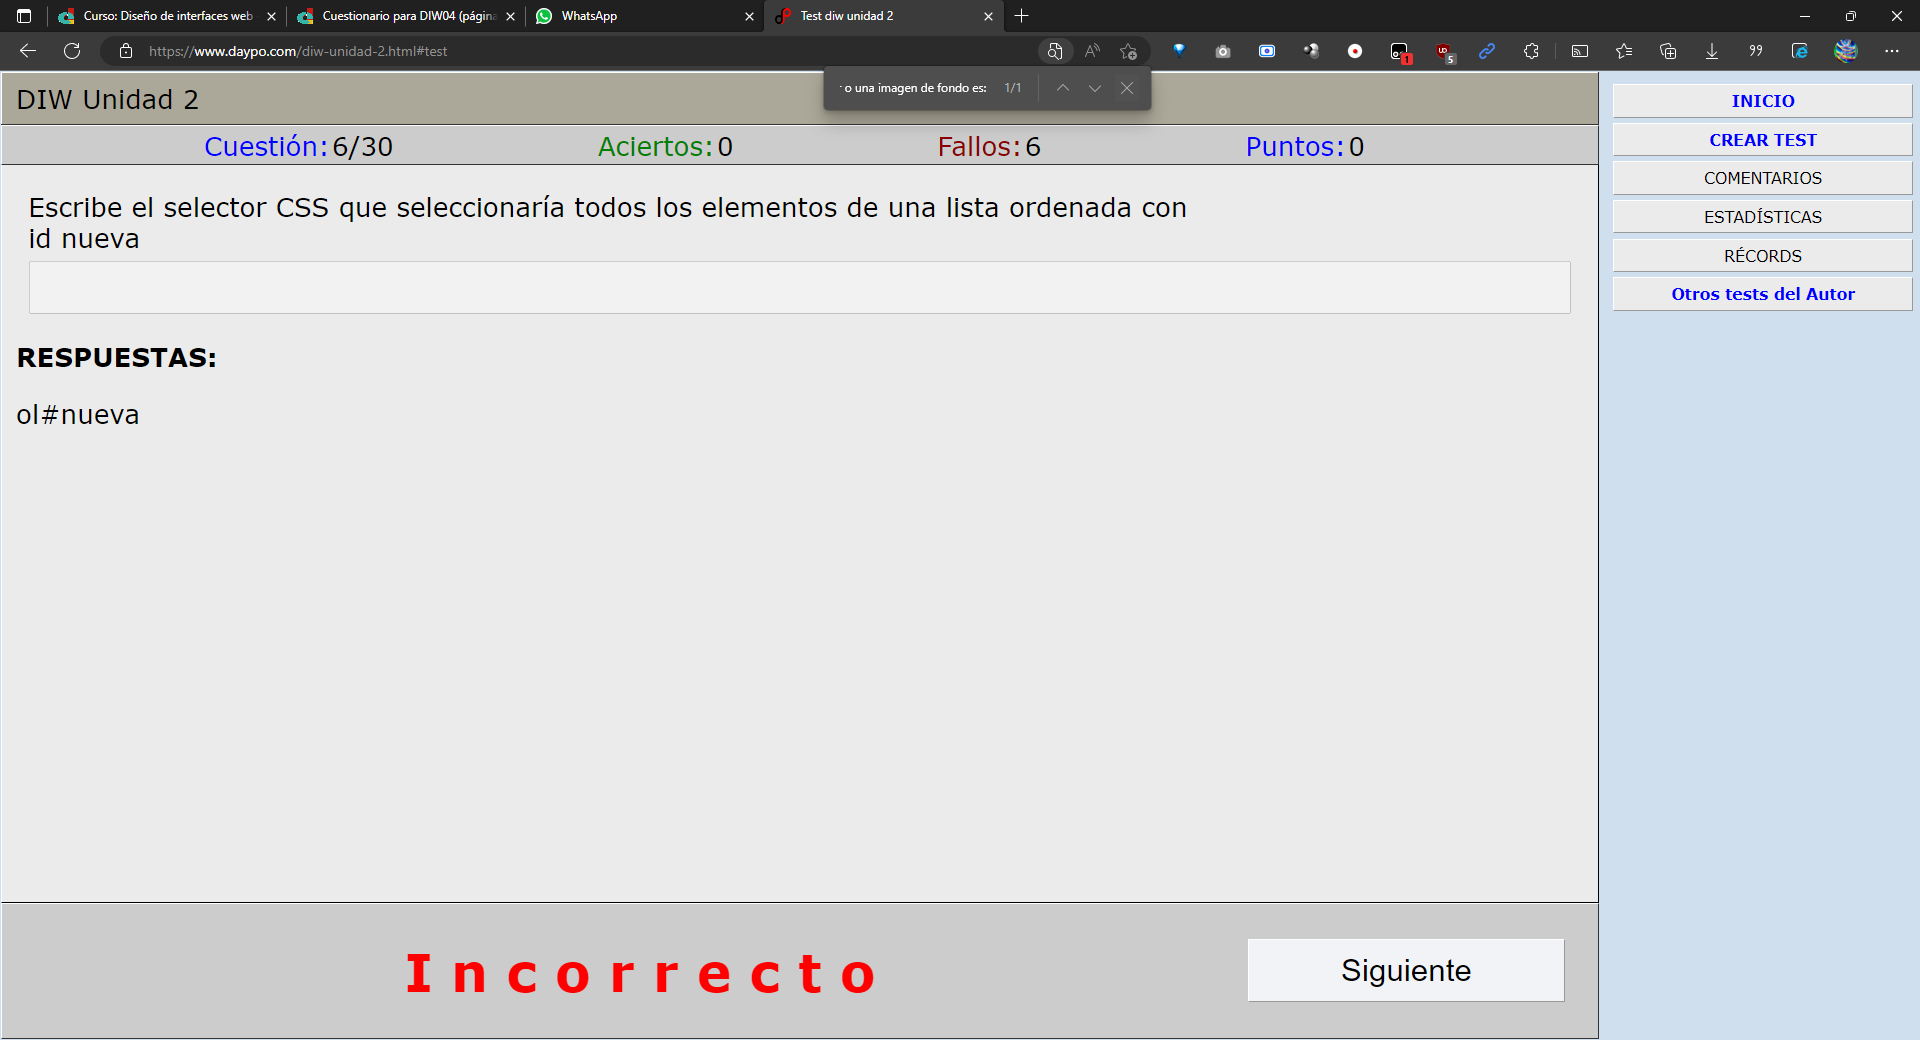 Curso: Diseño de interfaces web
Cuestionario para DIW04 (página
WhatsApp
Test diw unidad 2
https://www.daypo.com/diw-unidad-2.html#test
1
5
o una imagen de fondo es:
1/1
DIW Unidad 2
Cuestión: 6/30
Aciertos: 0
Fallos: 6
Puntos: 0
Escribe el selector CSS que seleccionaría todos los elementos de una lista ordenada con
id nueva
RESPUESTAS:
ol#nueva
Incorrecto
Siguiente
INICIO
CREAR TEST
COMENTARIOS
ESTADÍSTICAS
RÉCORDS
Otros tests del Autor